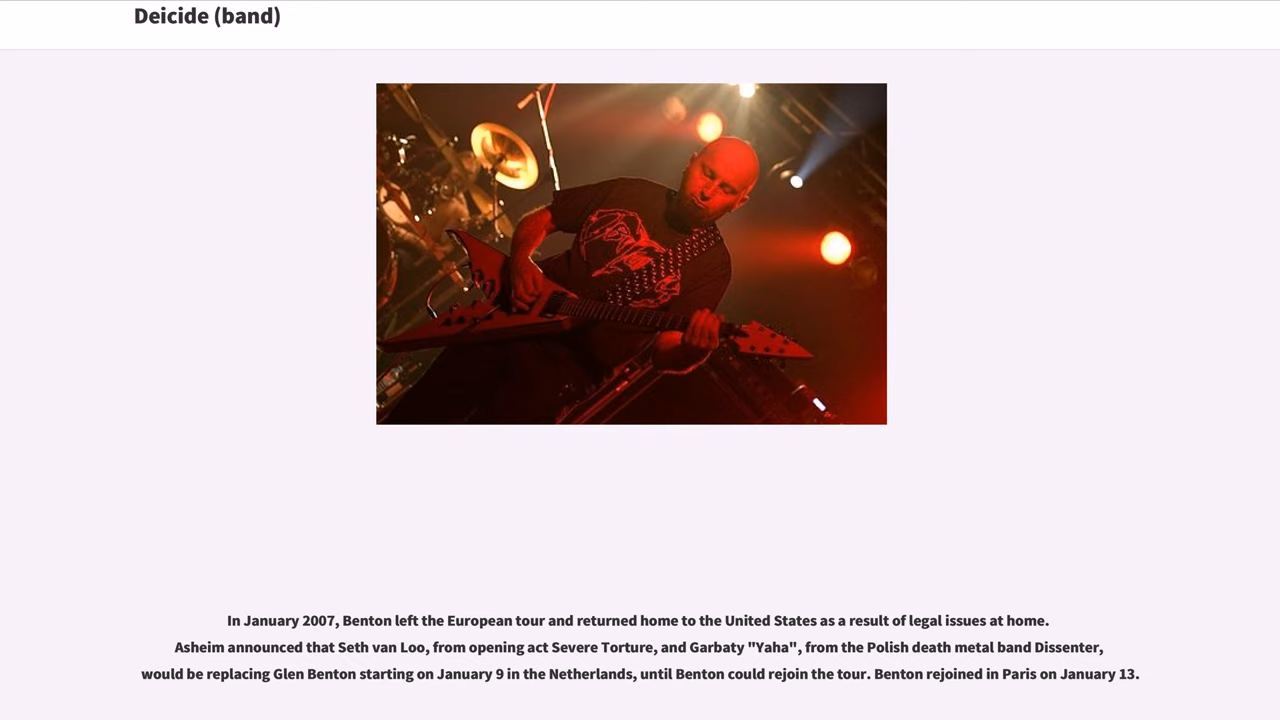 Deicide (band)
In January 2007, Benton left the European tour and returned home to the United States as a result of legal issues at home.
Asheim announced that Seth van Loo, from opening act Severe Torture, and Garbaty "Yaha", from the Polish death metal band Dissenter,
would be replacing Glen Benton starting on January 9 in the Netherlands, until Benton could rejoin the tour. Benton rejoined in Paris on January 13.